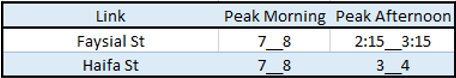 Link Peak Morning Peak Afternoon
Faysial St 7__8 2:15__3:15
Haifa St 7__8 3__4